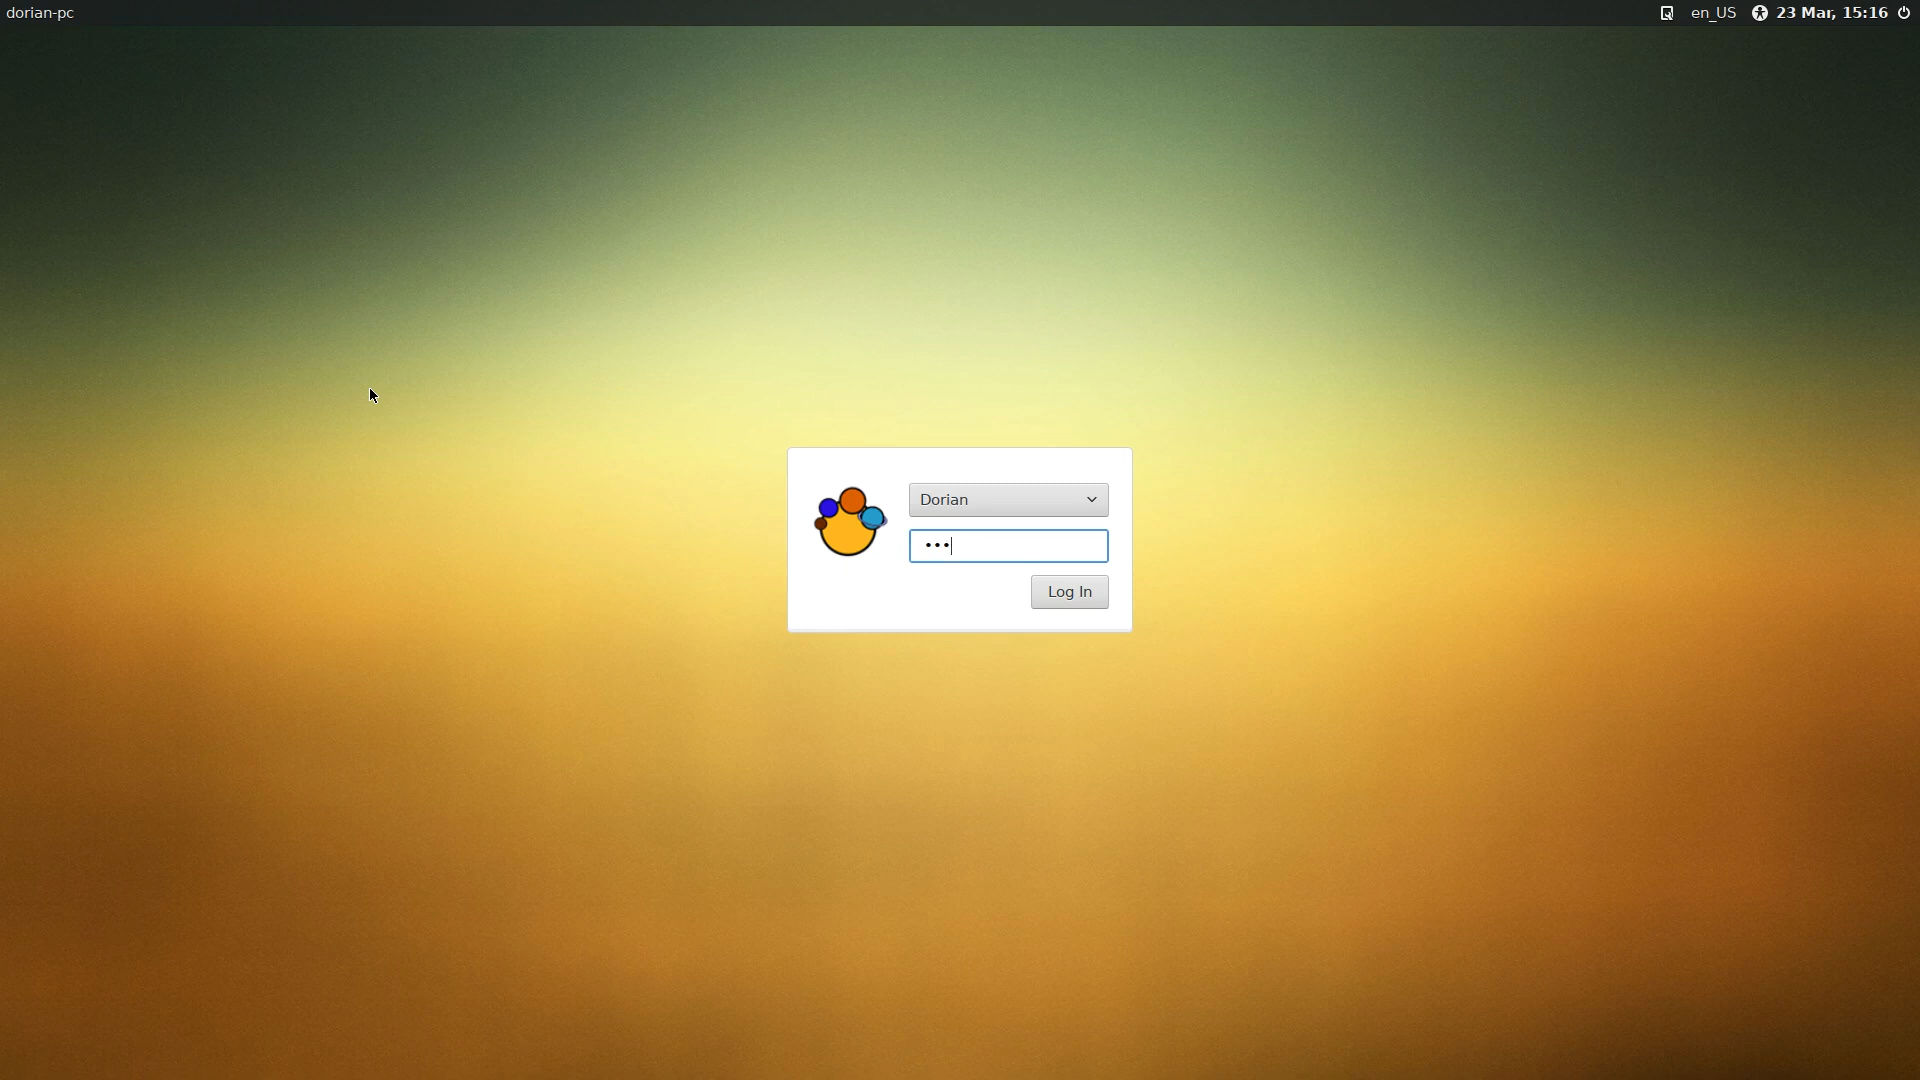 dorian-pc
en_US
23 Mar, 15:16
Dorian
•••
Log In